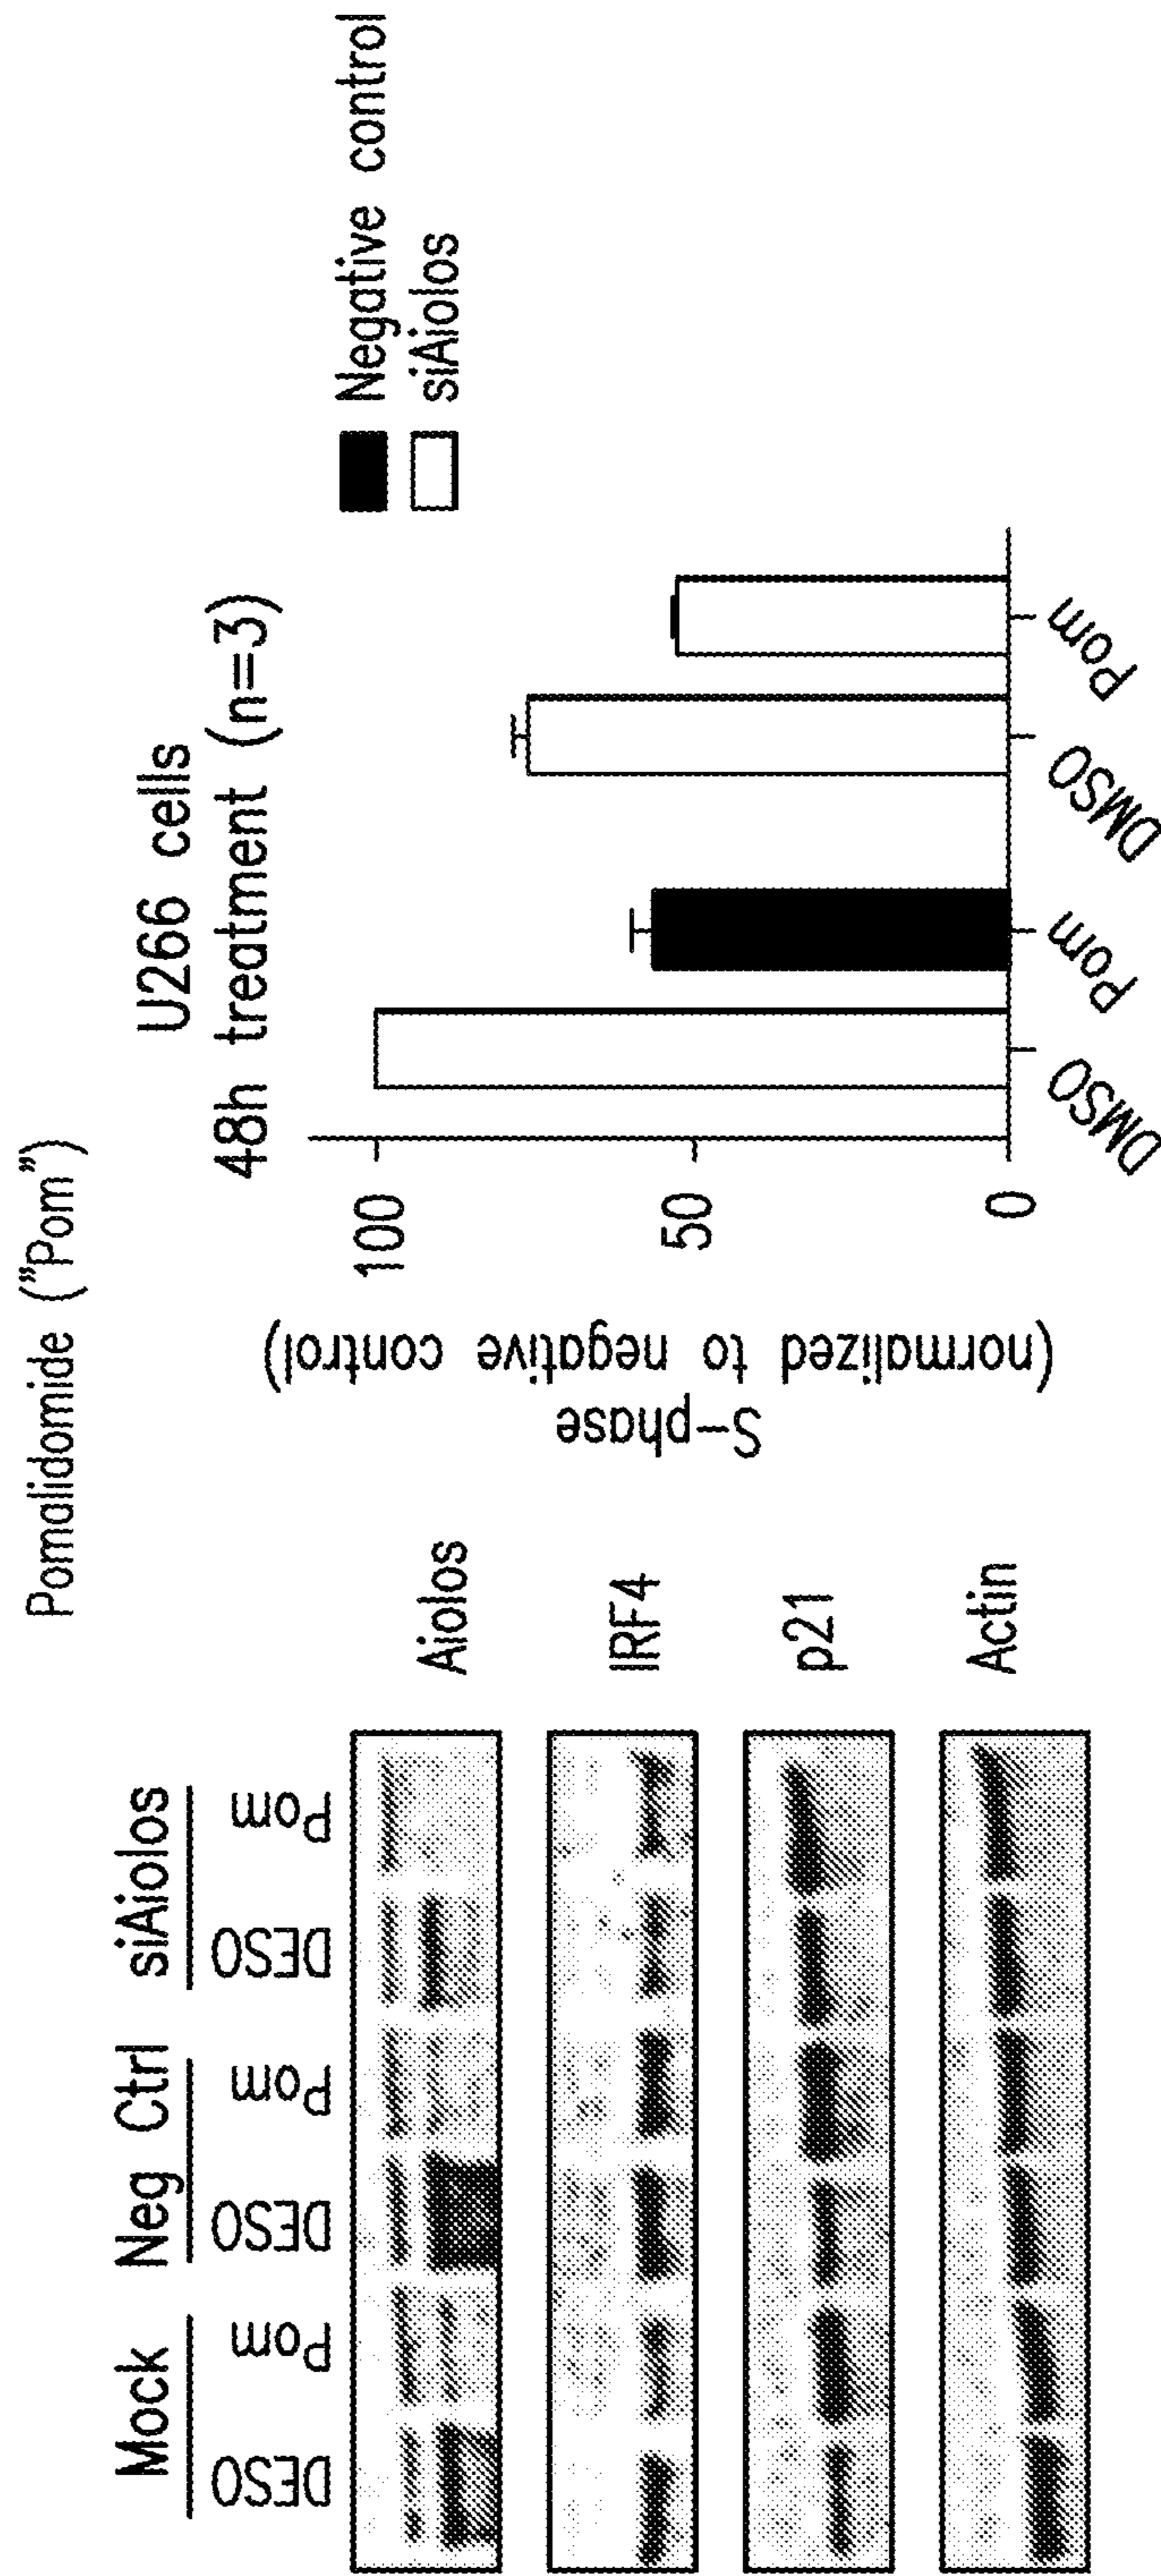 Pomalidomide ("Pom")
Mock Neg Ctrl siAiolos
DESO Pom DESO Pom DESO Pom
Aiolos
IRF4
p21
Actin
U266 cells
48h treatment (n=3)
S-phase
(normalized to negative control)
100
50
0
DMSO Pom DMSO Pom
Negative control
siAiolos